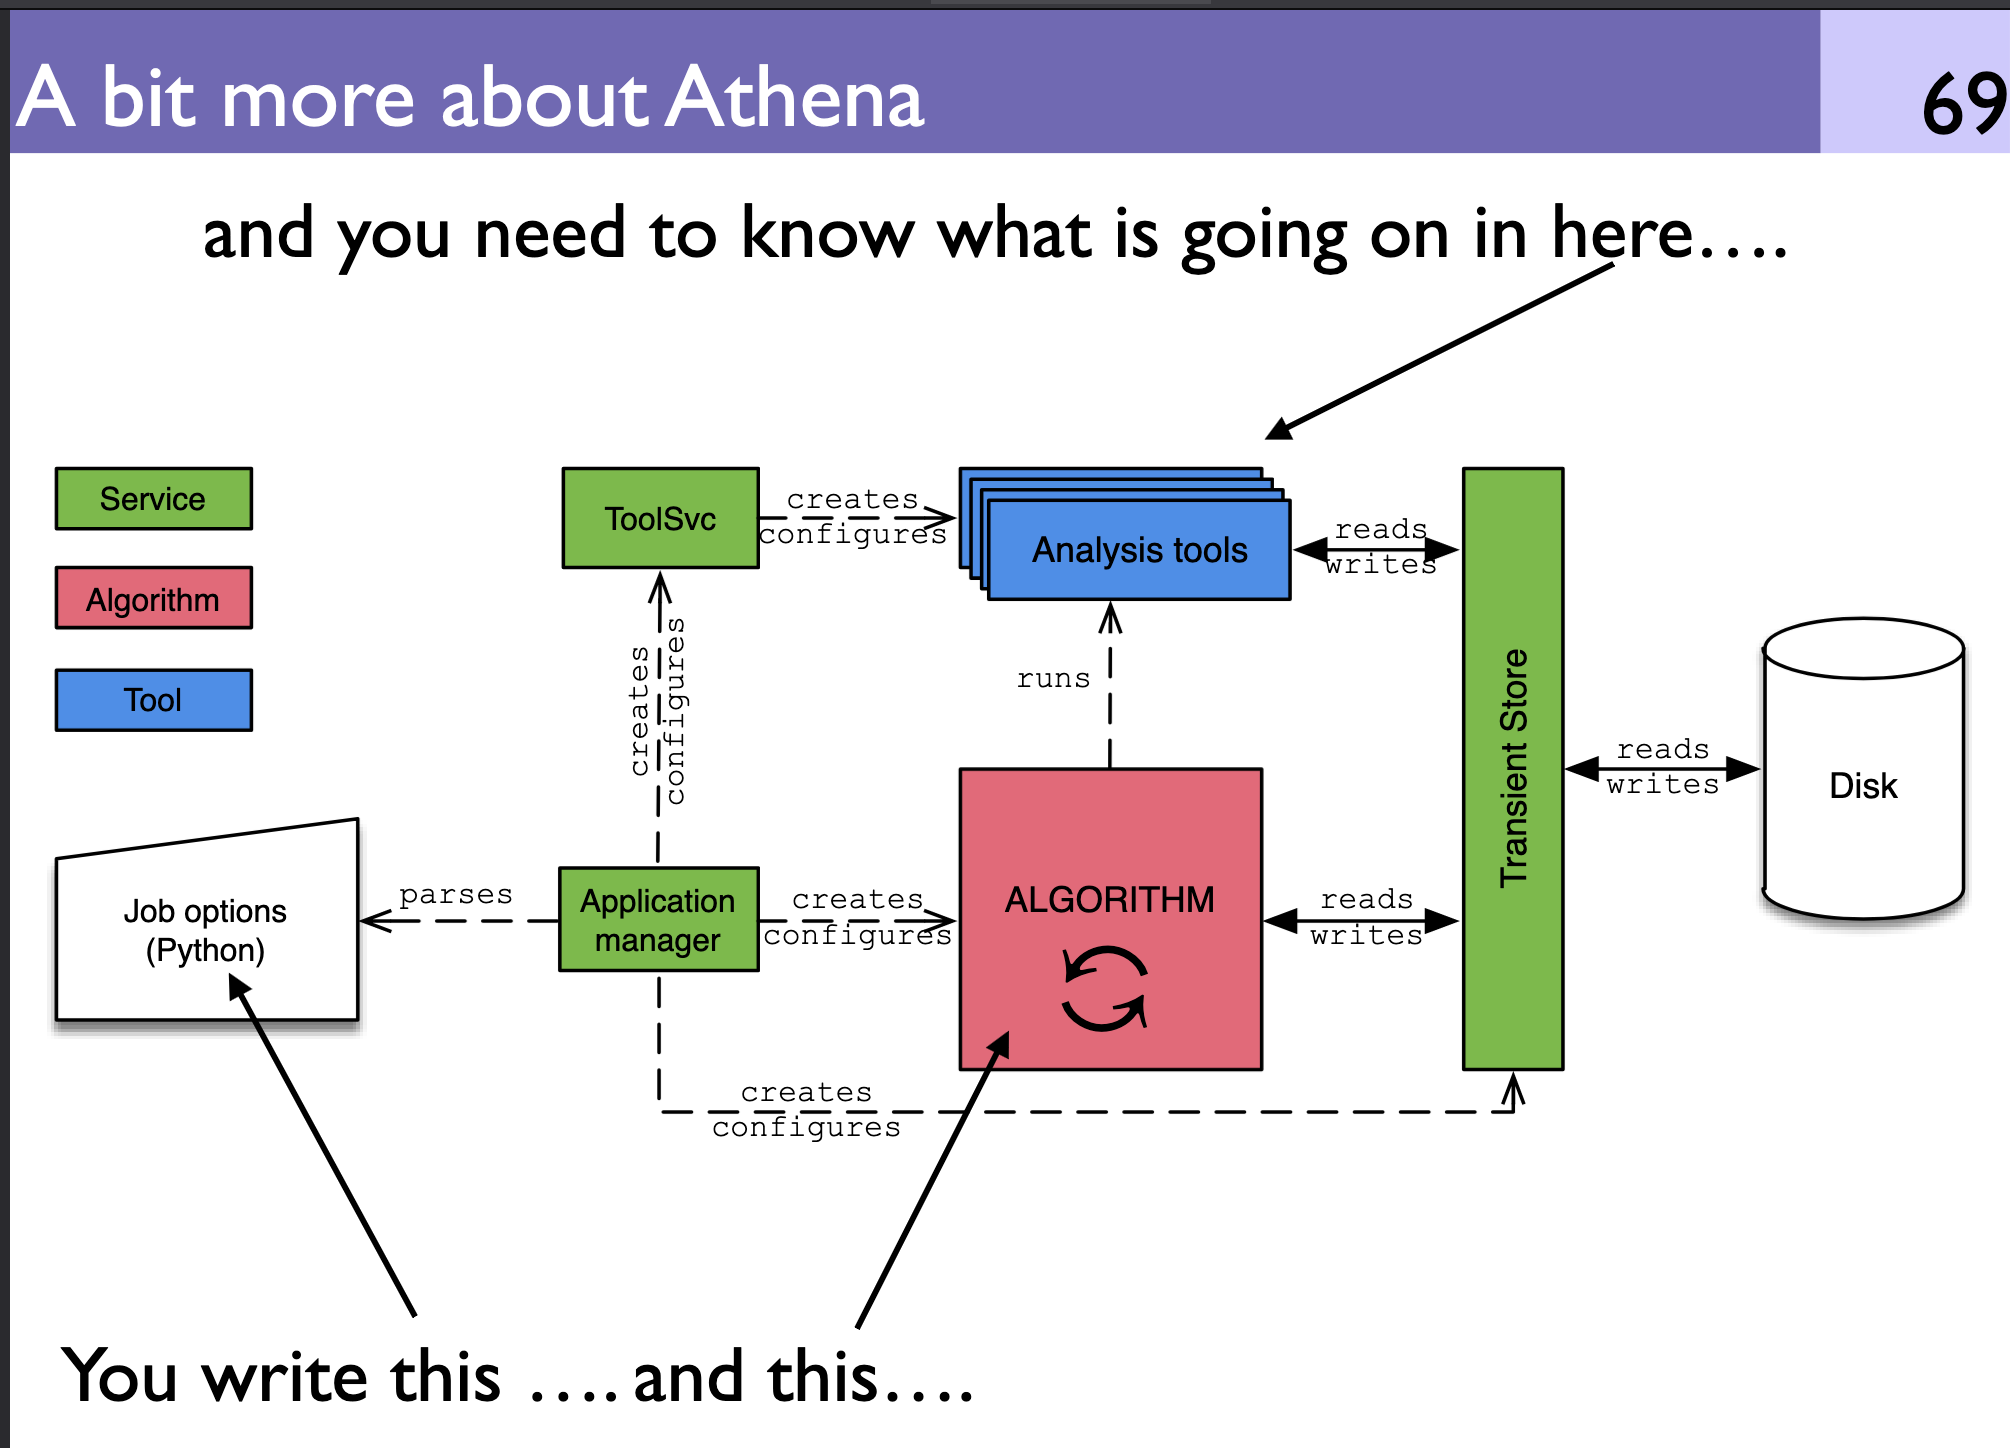 A bit more about Athena
69
and you need to know what is going on in here….
Service
Algorithm
Tool
ToolSvc
creates
configures
Analysis tools
reads
writes
creates
configures
runs
Transient Store
reads
writes
Disk
Job options
(Python)
parses
Application
manager
creates
configures
ALGORITHM
reads
writes
creates
configures
You write this …. and this….